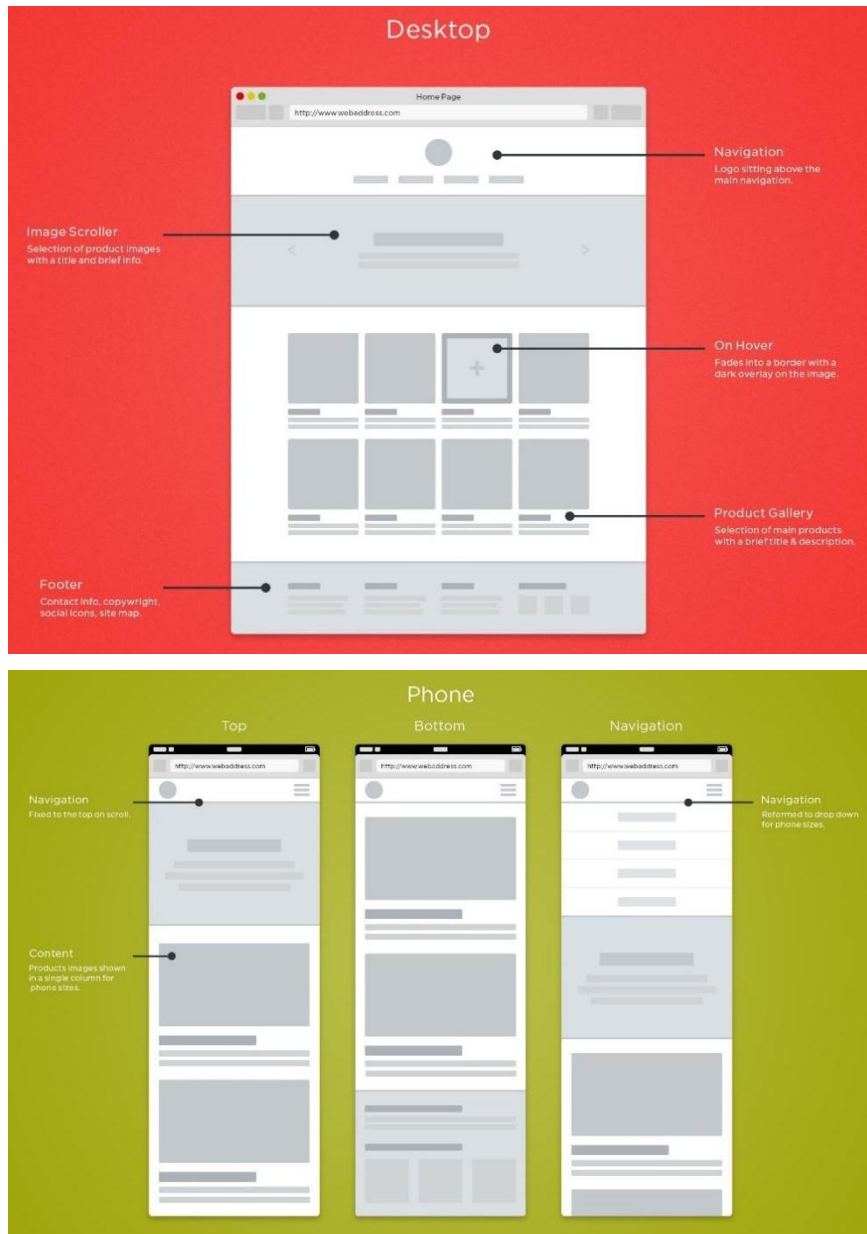 Desktop
Home Page
http://www.webaddress.com
Navigation
Logo sitting above the
main navigation.
Image Scroller
Selection of product images
with a title and brief info.
On Hover
Fades into a border with a
dark overlay on the image.
Product Gallery
Selection of main products
with a brief title & description.
Footer
Contact info, copywright,
social icons, site map.
Phone
Top
Bottom
Navigation
http://www.webaddress.com
http://www.webaddress.com
http://www.webaddress.com
Navigation
Fixed to the top on scroll.
Navigation
Reformed to drop down
for phone sizes.
Content
Products images shown
in a single column for
phone sizes.